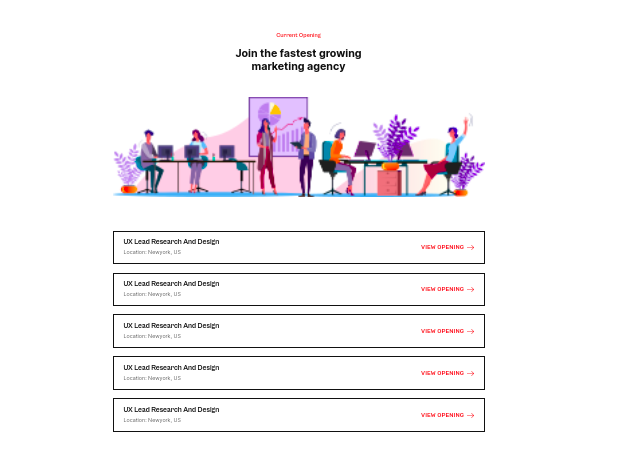 Current Opening
Join the fastest growing
marketing agency
UX Lead Research And Design
Location: Newyork, US
VIEW OPENING
UX Lead Research And Design
Location: Newyork, US
VIEW OPENING
UX Lead Research And Design
Location: Newyork, US
VIEW OPENING
UX Lead Research And Design
Location: Newyork, US
VIEW OPENING
UX Lead Research And Design
Location: Newyork, US
VIEW OPENING